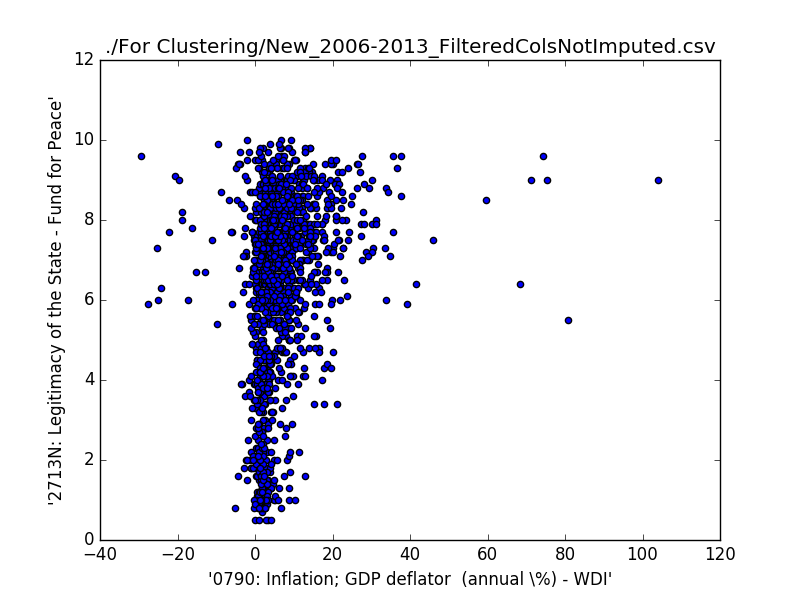 ./For Clustering/New_2006-2013_FilteredColsNotImputed.csv
12
10
8
6
4
2
0
'2713N: Legitimacy of the State - Fund for Peace'
−40 −20 0 20 40 60 80 100 120
'0790: Inflation; GDP deflator  (annual \%) - WDI'